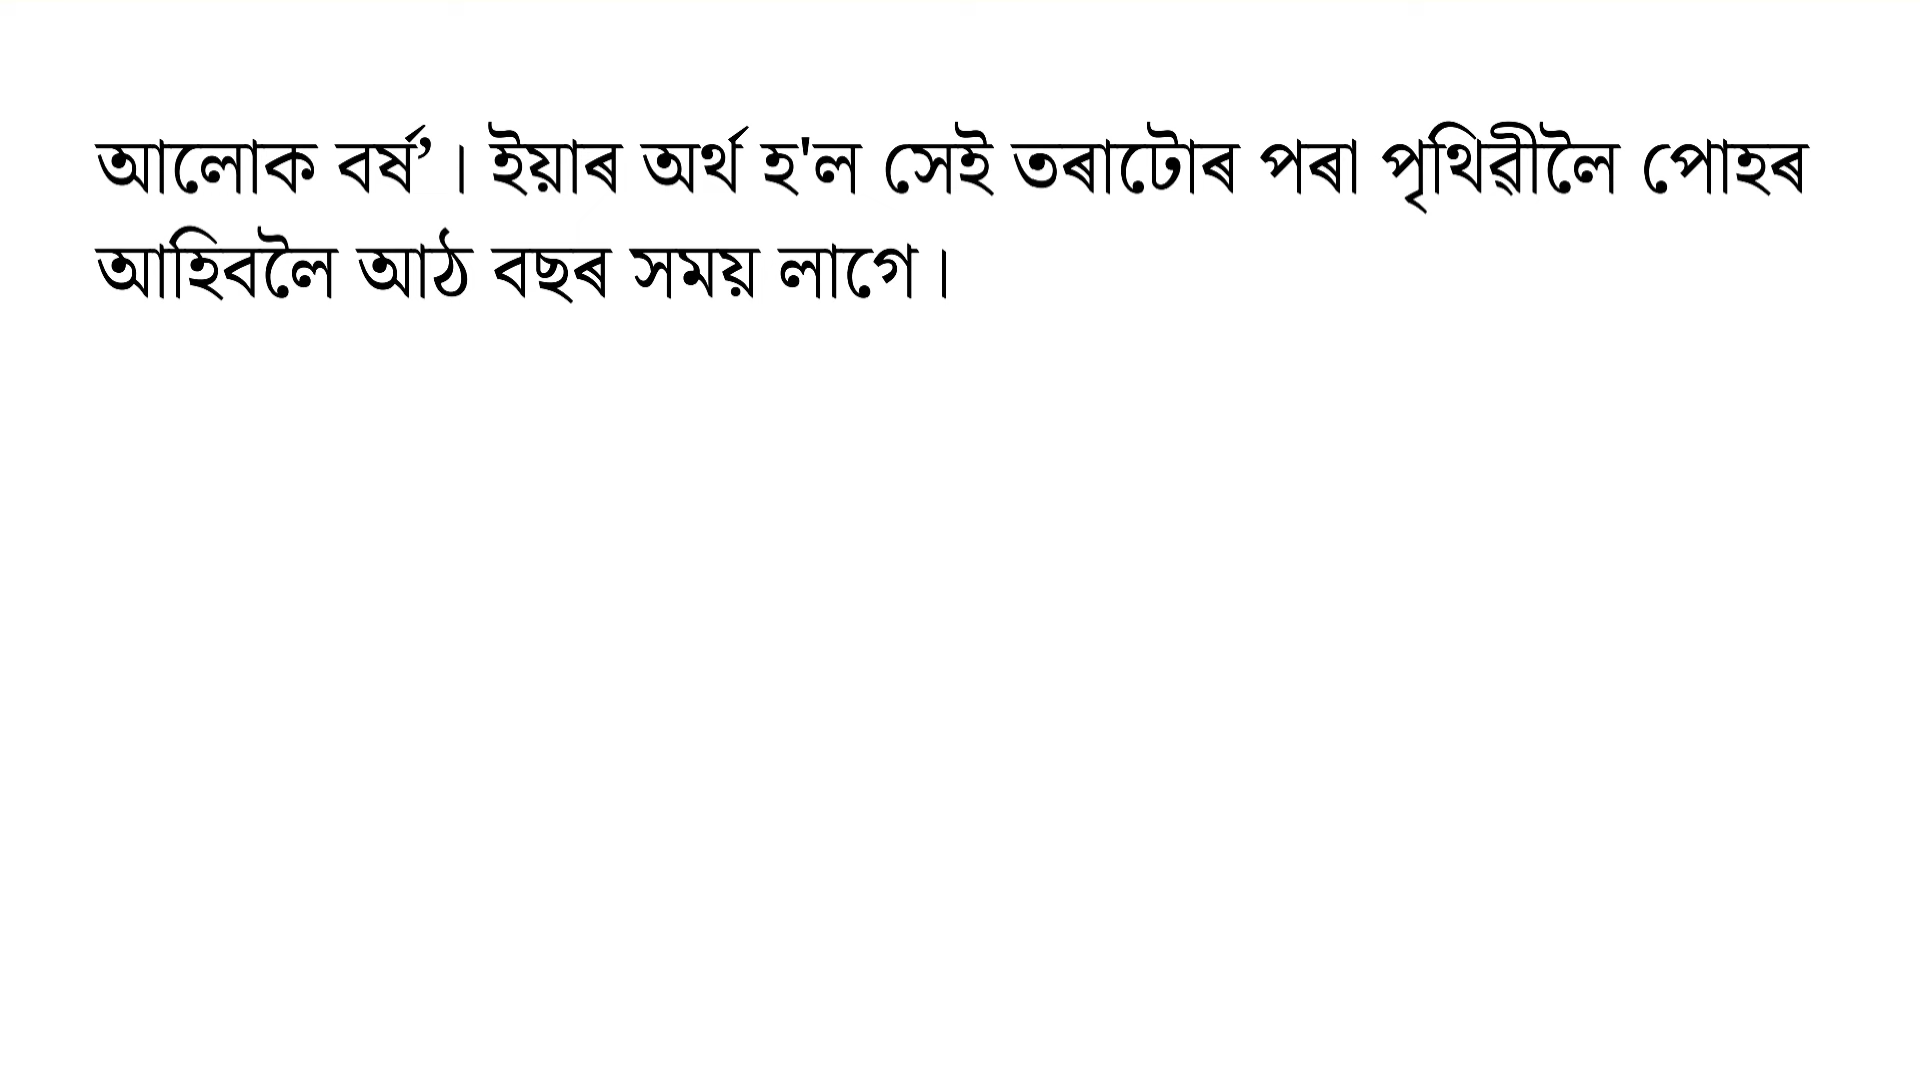 আলোক বৰ্ষ’। ইয়াৰ অৰ্থ হ'ল সেই তৰাটোৰ পৰা পৃথিৱীলৈ পোহৰ
আহিবলৈ আঠ বছৰ সময় লাগে।